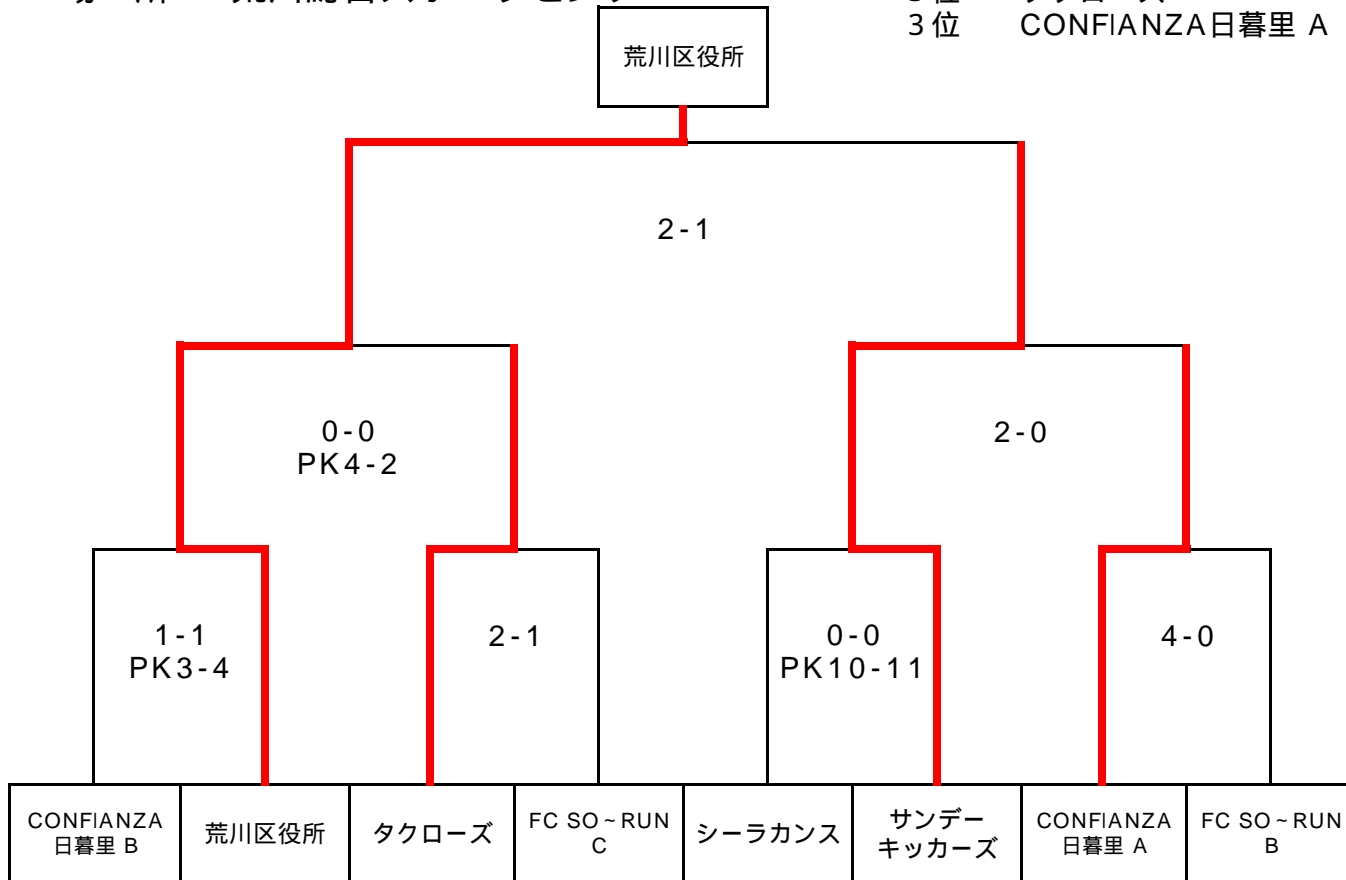 3位 CONFIANZA日暮里 A
荒川区役所
2-1
0-0
PK4-2
2-0
1-1
PK3-4
2-1
0-0
PK10-11
4-0
CONFIANZA
日暮里 B
荒川区役所
タクローズ
FC SO~RUN
C
シーラカンス
サンデー
キッカーズ
CONFIANZA
日暮里 A
FC SO~RUN
B